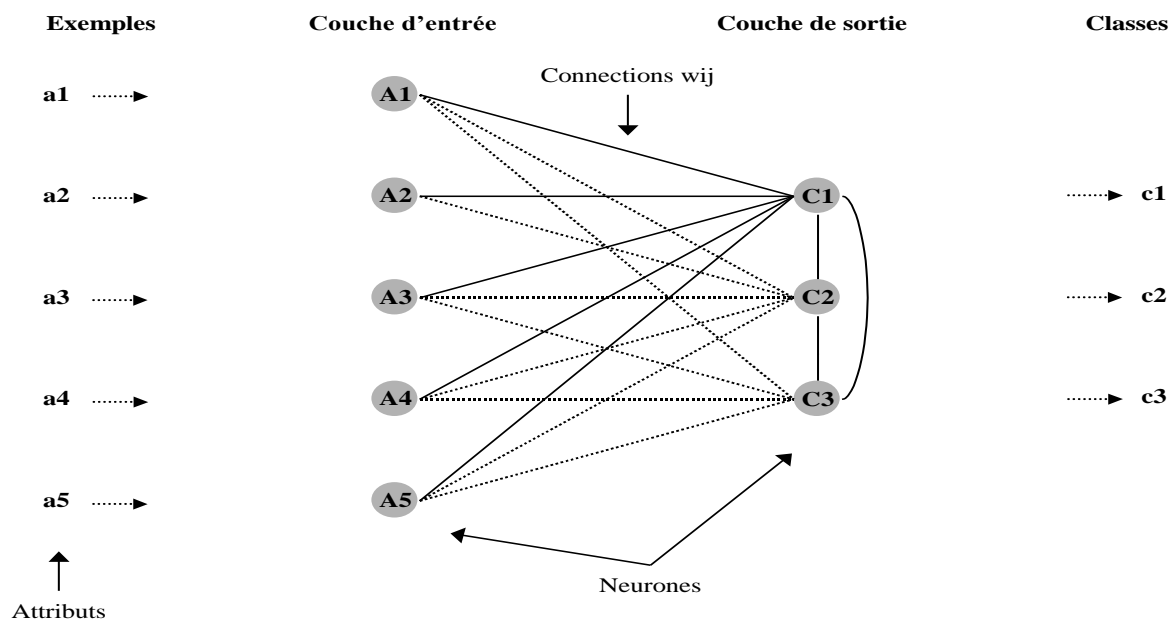 Exemples Couche d'entrée Couche de sortie Classes
Connections wij
a1 A1
a2 A2 C1 c1
a3 A3 C2 c2
a4 A4 C3 c3
a5 A5
Neurones
Attributs